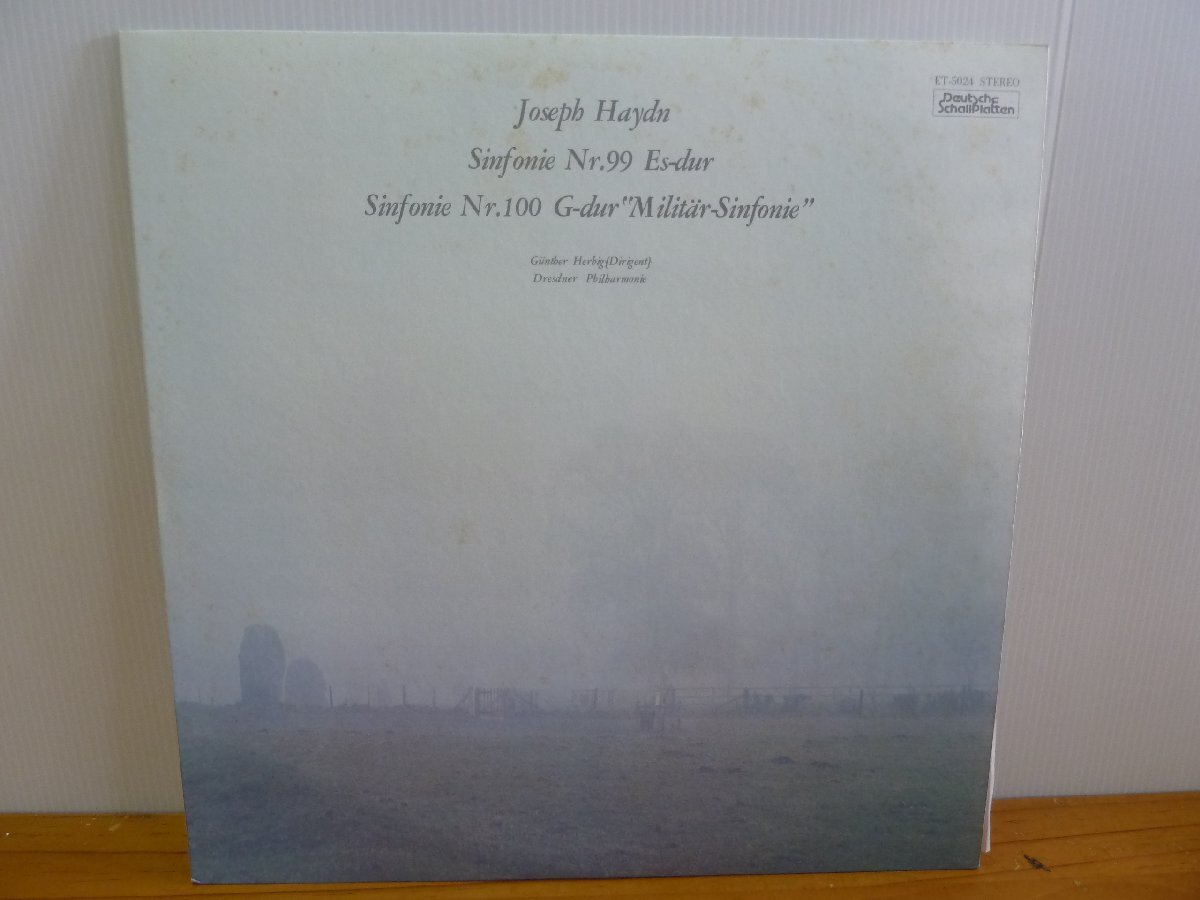 ET-5024 STEREO
Deutsche
SchallPlatten
Joseph Haydn
Sinfonie Nr.99 Es-dur
Sinfonie Nr.100 G-dur "Militär-Sinfonie"
Günther Herbig(Dirigent)
Dresdner Philharmonie